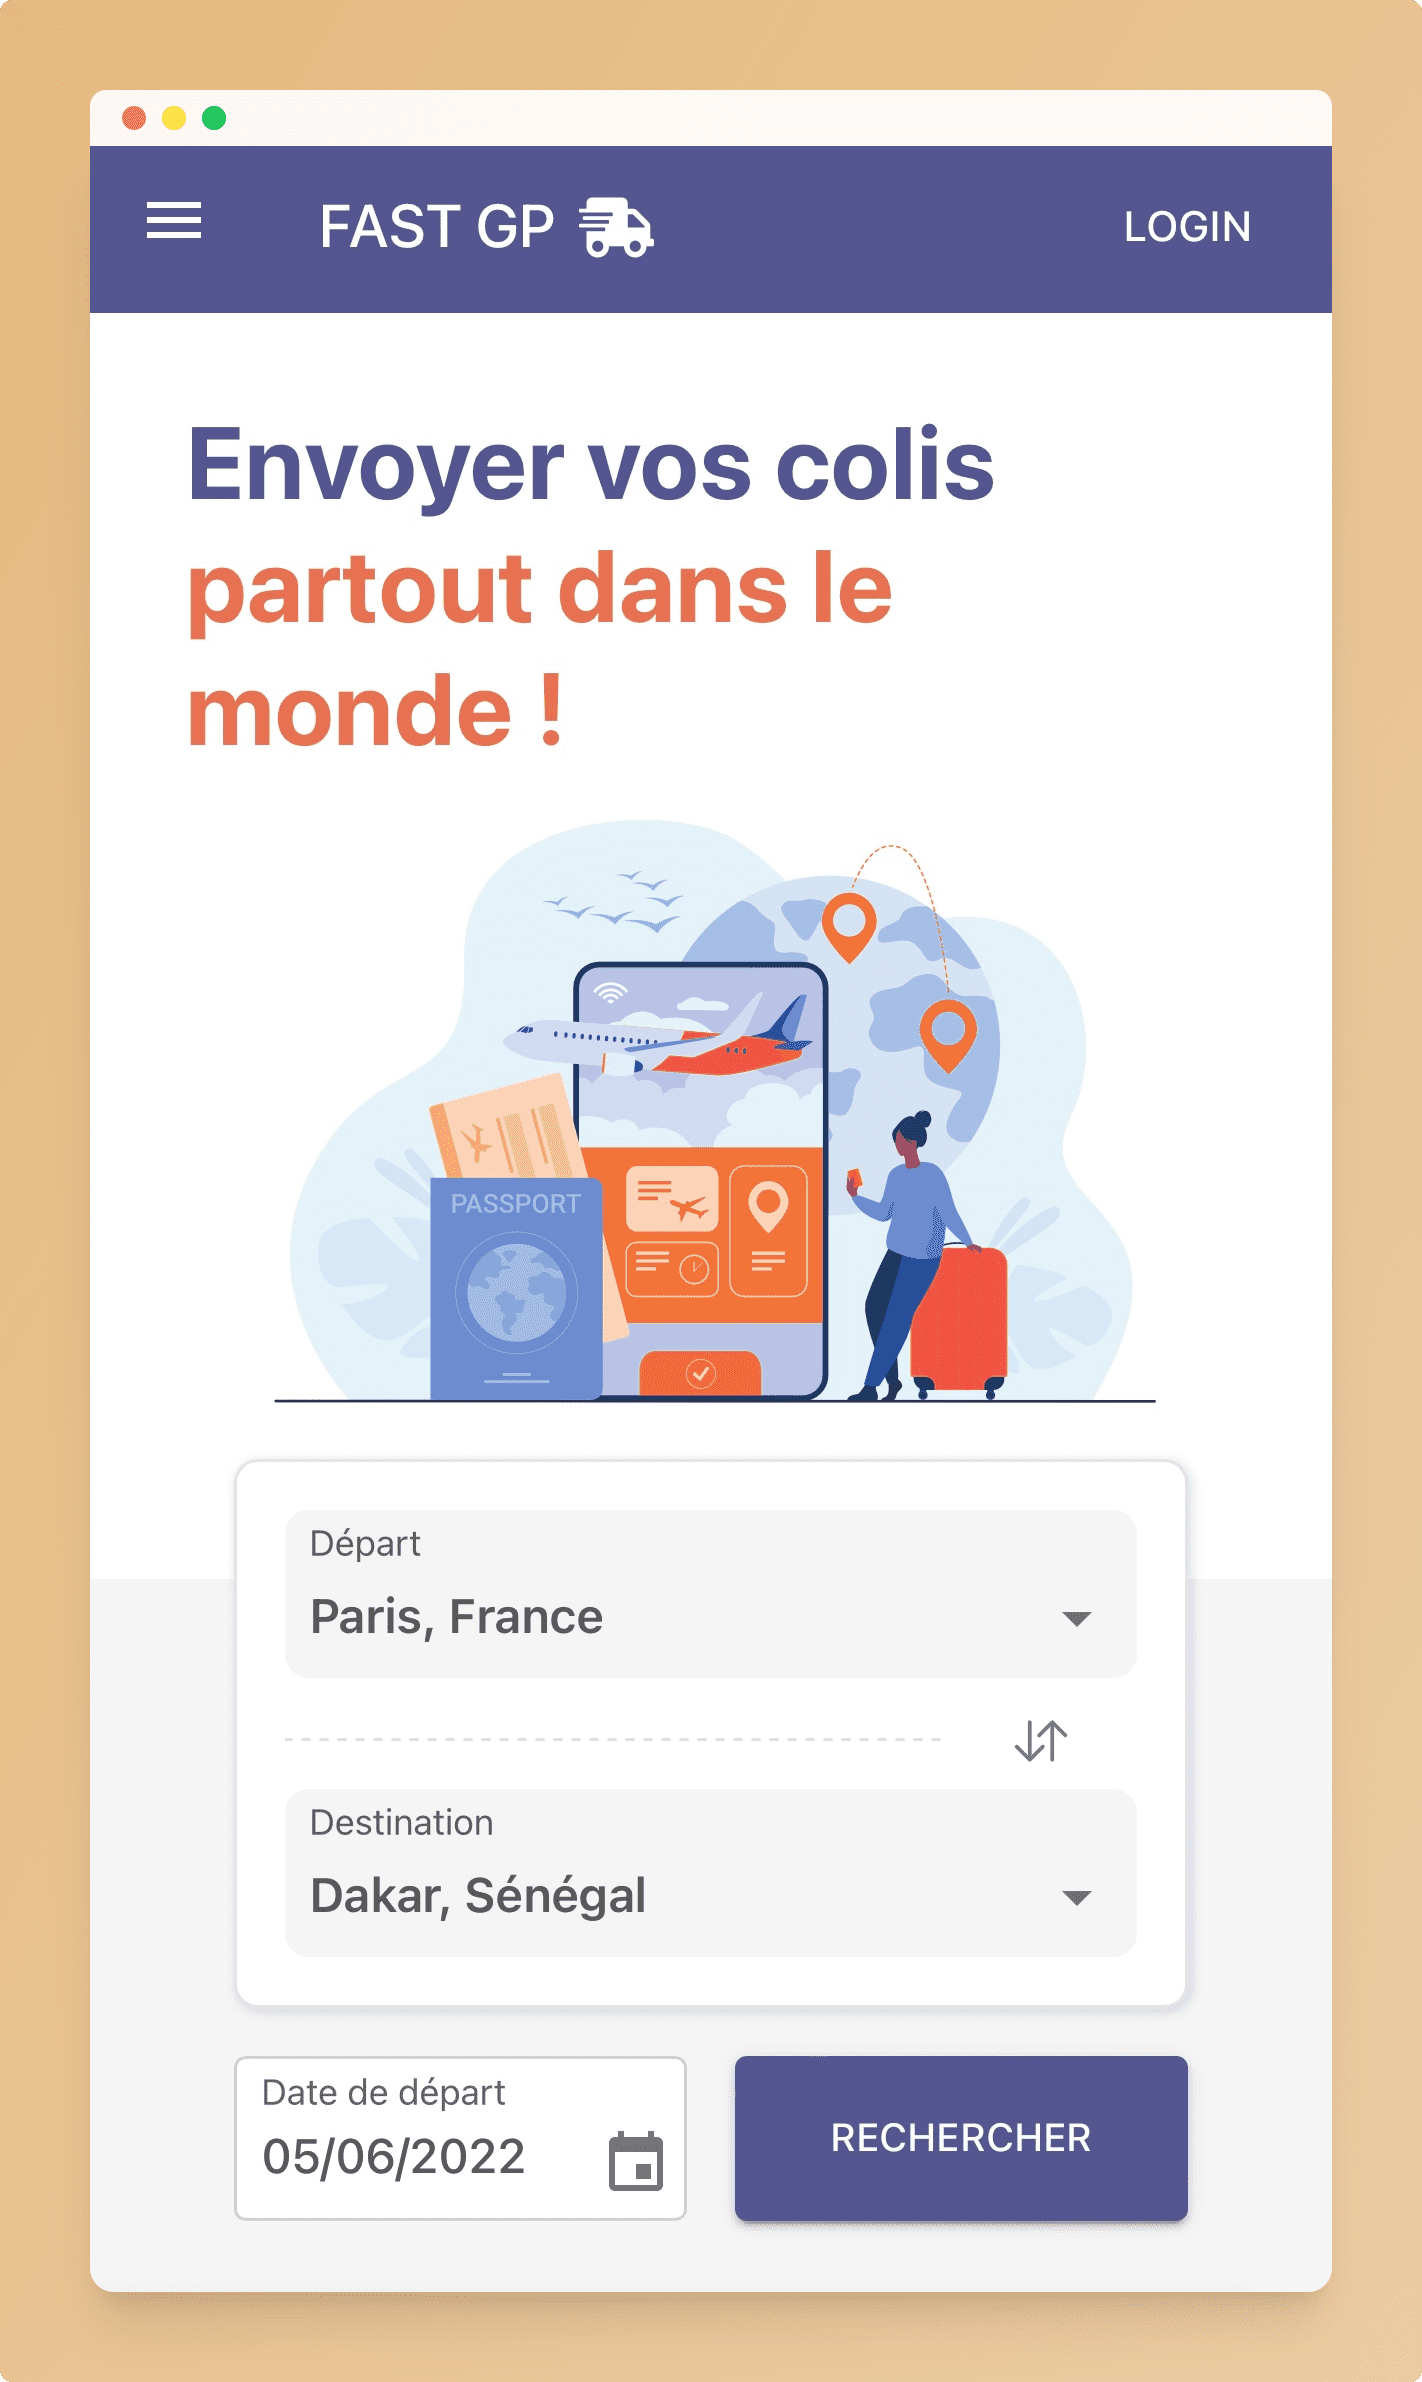 FAST GP
LOGIN
Envoyer vos colis
partout dans le
monde !
PASSPORT
Départ
Paris, France
Destination
Dakar, Sénégal
Date de départ
05/06/2022
RECHERCHER